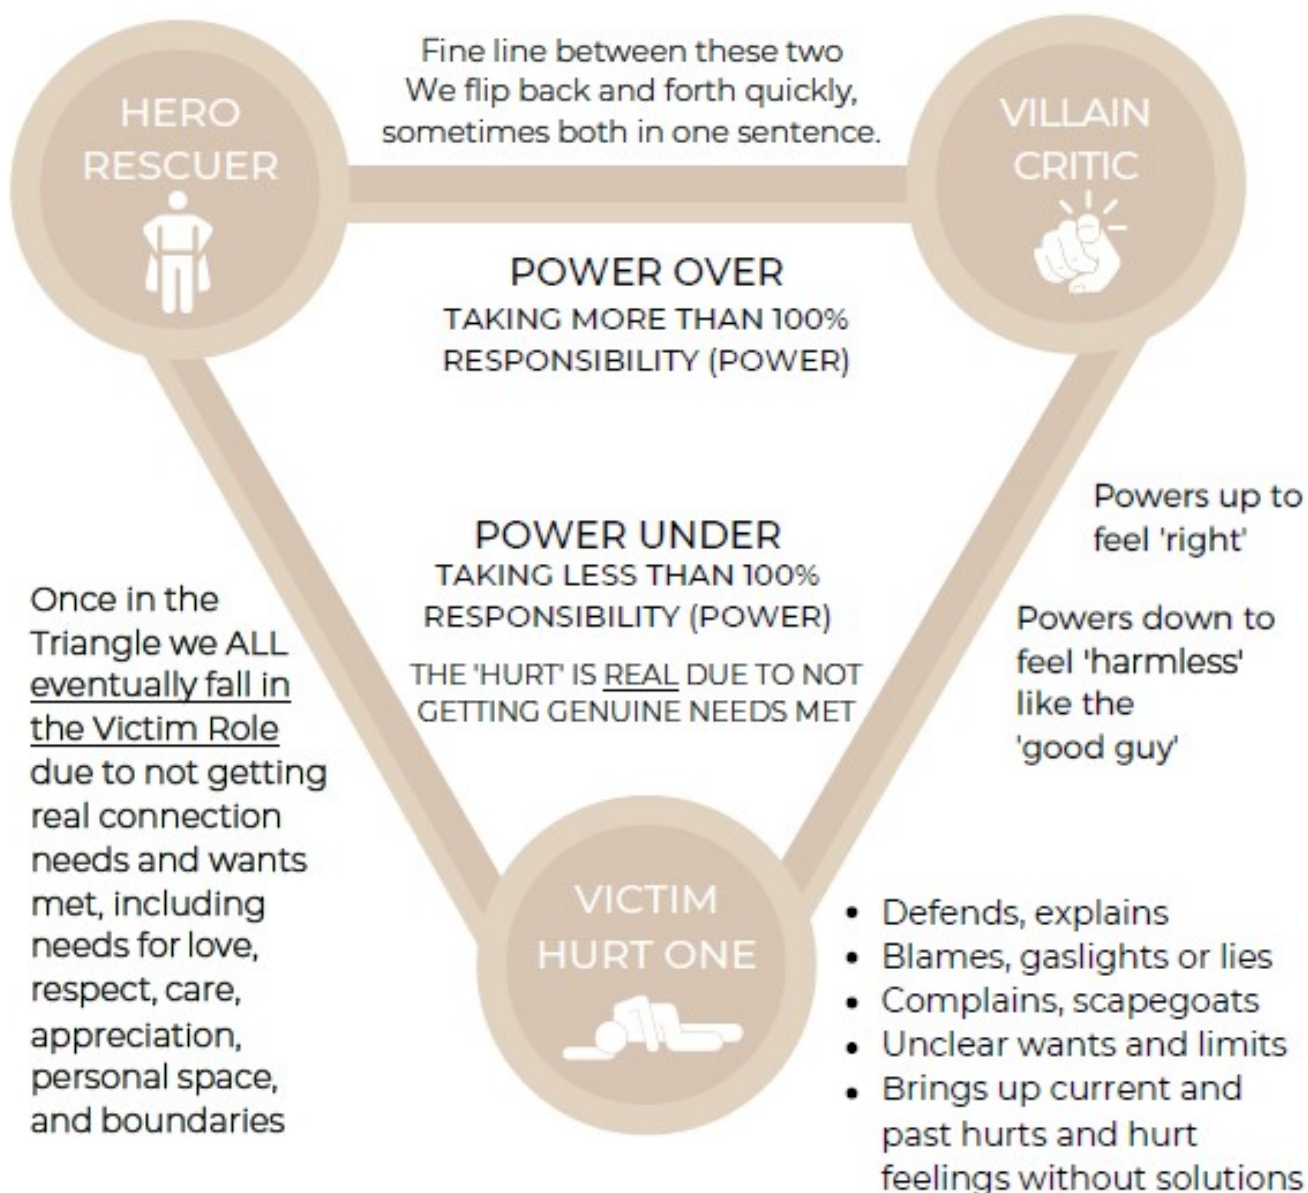 Fine line between these two
We flip back and forth quickly,
sometimes both in one sentence.
HERO
RESCUER
VILLAIN
CRITIC
POWER OVER
TAKING MORE THAN 100%
RESPONSIBILITY (POWER)
Powers up to
feel 'right'
POWER UNDER
TAKING LESS THAN 100%
RESPONSIBILITY (POWER)
THE 'HURT' IS REAL DUE TO NOT
GETTING GENUINE NEEDS MET
Powers down to
feel 'harmless'
like the
'good guy'
Once in the
Triangle we ALL
eventually fall in
the Victim Role
due to not getting
real connection
needs and wants
met, including
needs for love,
respect, care,
appreciation,
personal space,
and boundaries
VICTIM
HURT ONE
• Defends, explains
• Blames, gaslights or lies
• Complains, scapegoats
• Unclear wants and limits
• Brings up current and
past hurts and hurt
feelings without solutions